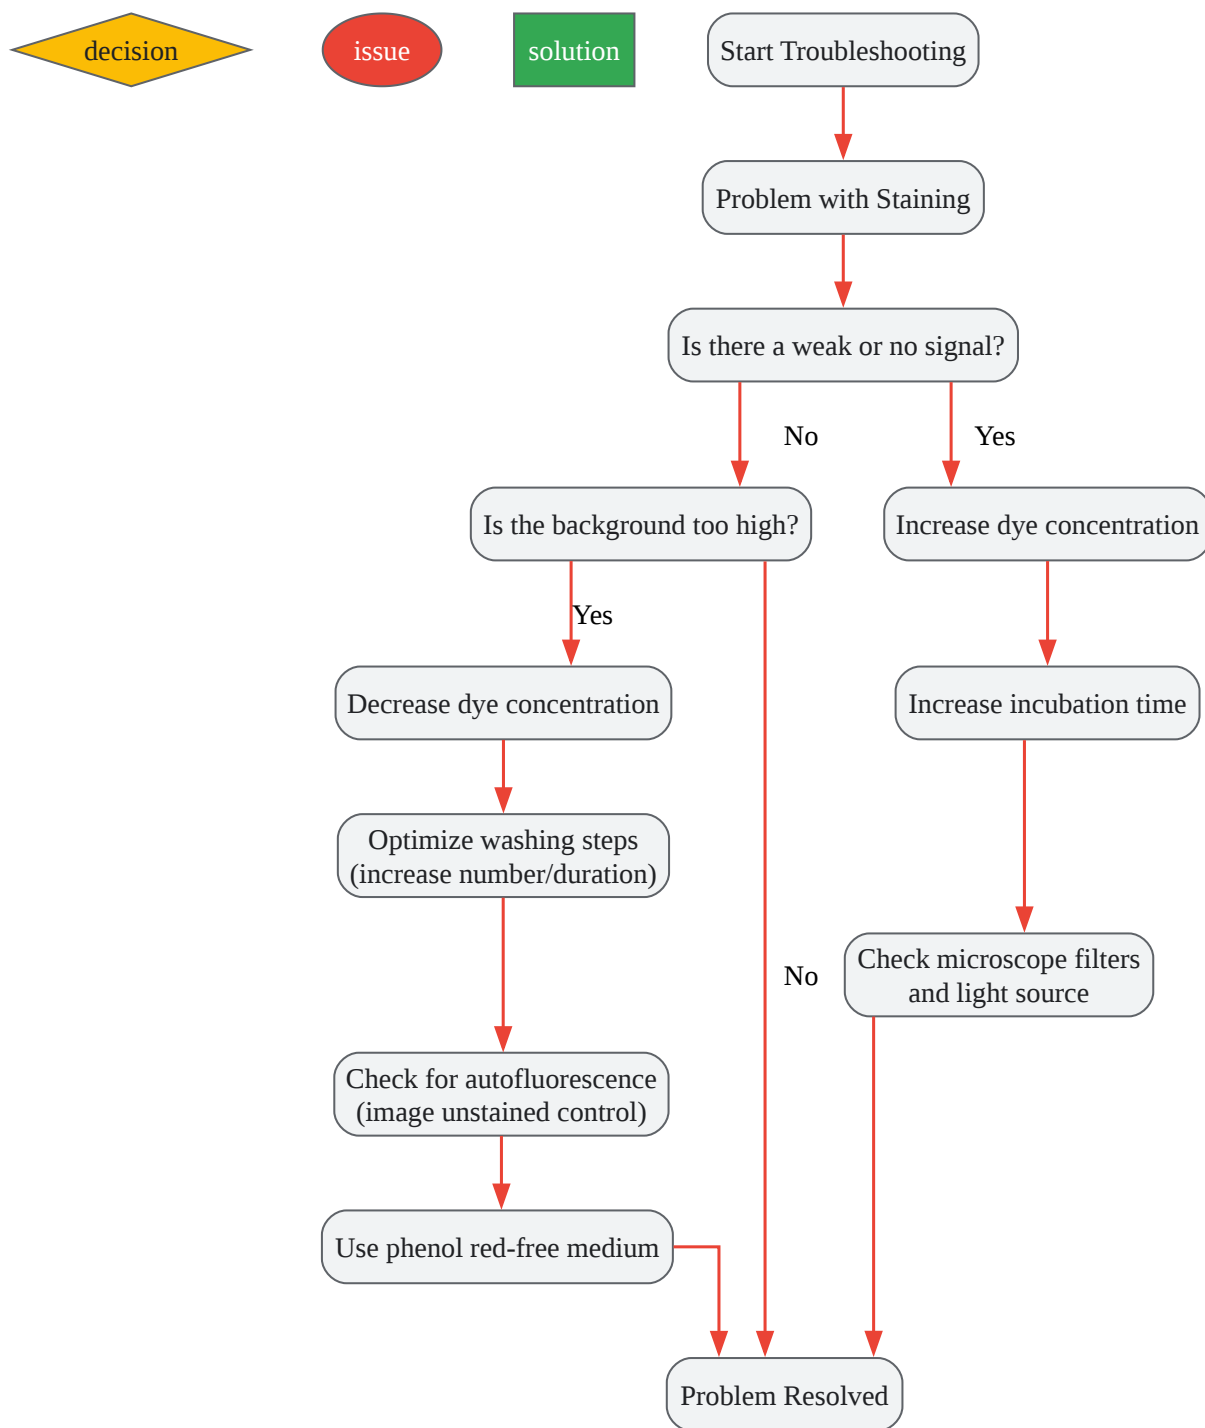 decision
issue
solution
Start Troubleshooting
Problem with Staining
Is there a weak or no signal?
No
Yes
Is the background too high?
Increase dye concentration
Yes
Decrease dye concentration
Increase incubation time
Optimize washing steps
(increase number/duration)
No
Check microscope filters
and light source
Check for autofluorescence
(image unstained control)
Use phenol red-free medium
Problem Resolved